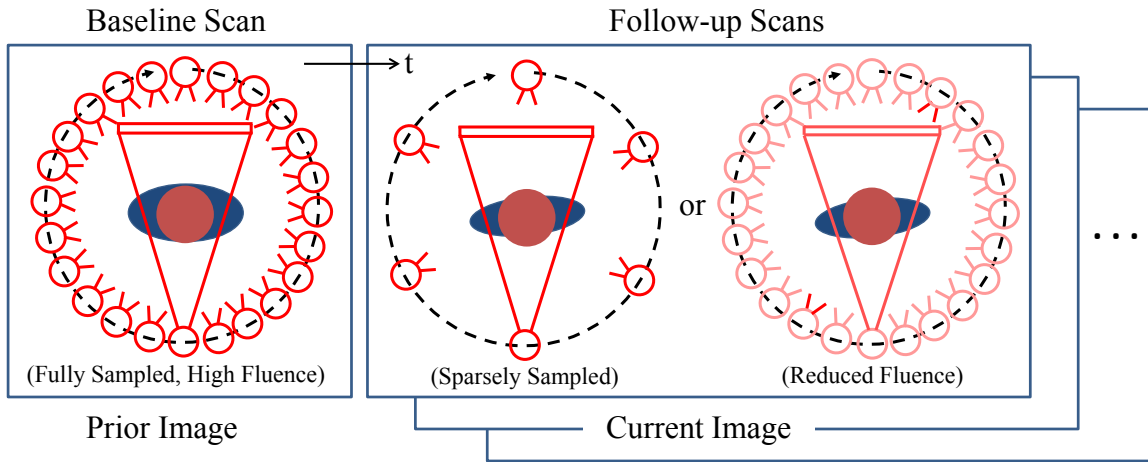 Baseline Scan
Follow-up Scans
t
or
...
(Fully Sampled, High Fluence)
(Sparsely Sampled)
(Reduced Fluence)
Prior Image
Current Image